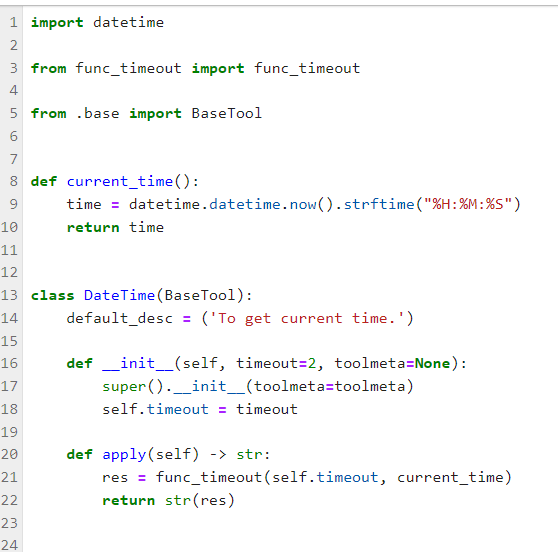 1 import datetime
2
3 from func_timeout import func_timeout
4
5 from .base import BaseTool
6
7
8 def current_time():
9     time = datetime.datetime.now().strftime("%H:%M:%S")
10     return time
11
12
13 class DateTime(BaseTool):
14     default_desc = ('To get current time.')
15
16     def __init__(self, timeout=2, toolmeta=None):
17         super().__init__(toolmeta=toolmeta)
18         self.timeout = timeout
19
20     def apply(self) -> str:
21         res = func_timeout(self.timeout, current_time)
22         return str(res)
23
24